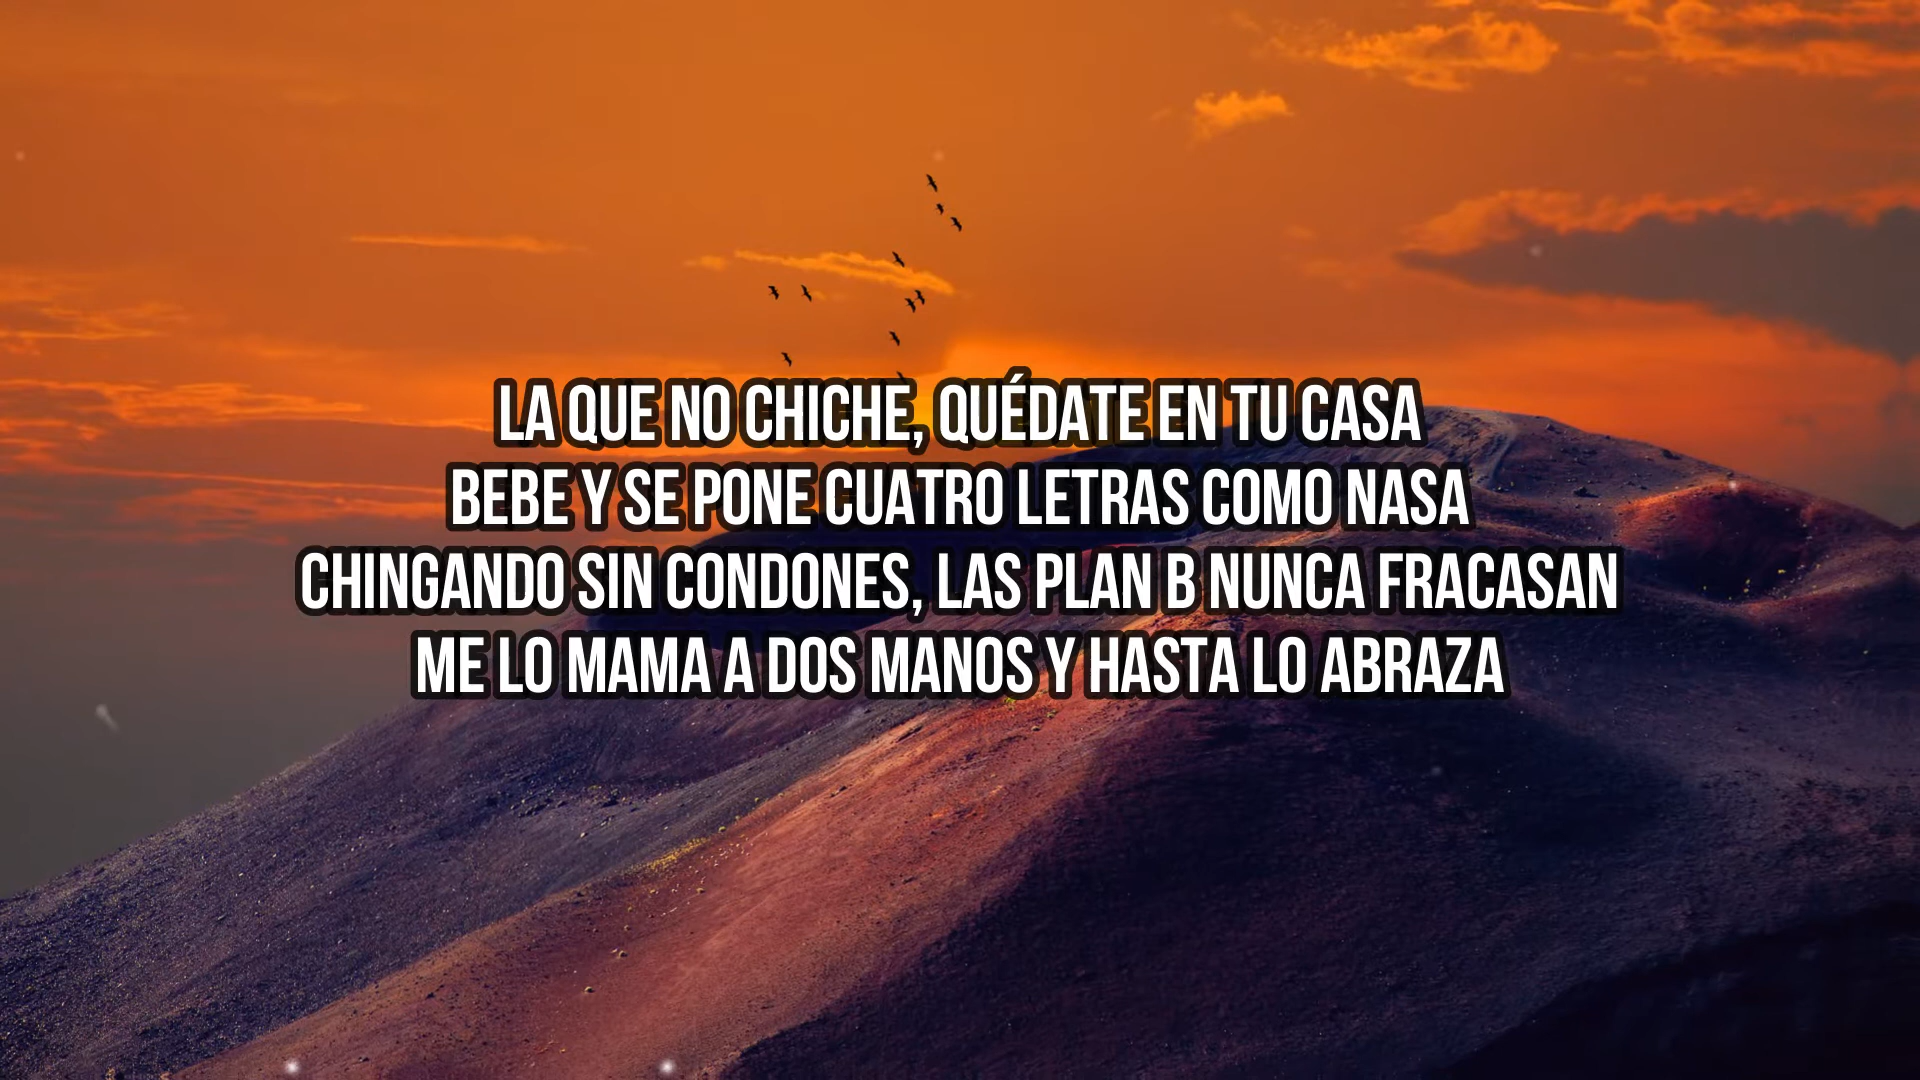 LA QUE NO CHICHE, QUÉDATE EN TU CASA
BEBE Y SE PONE CUATRO LETRAS COMO NASA
CHINGANDO SIN CONDONES, LAS PLAN B NUNCA FRACASAN
ME LO MAMA A DOS MANOS Y HASTA LO ABRAZA